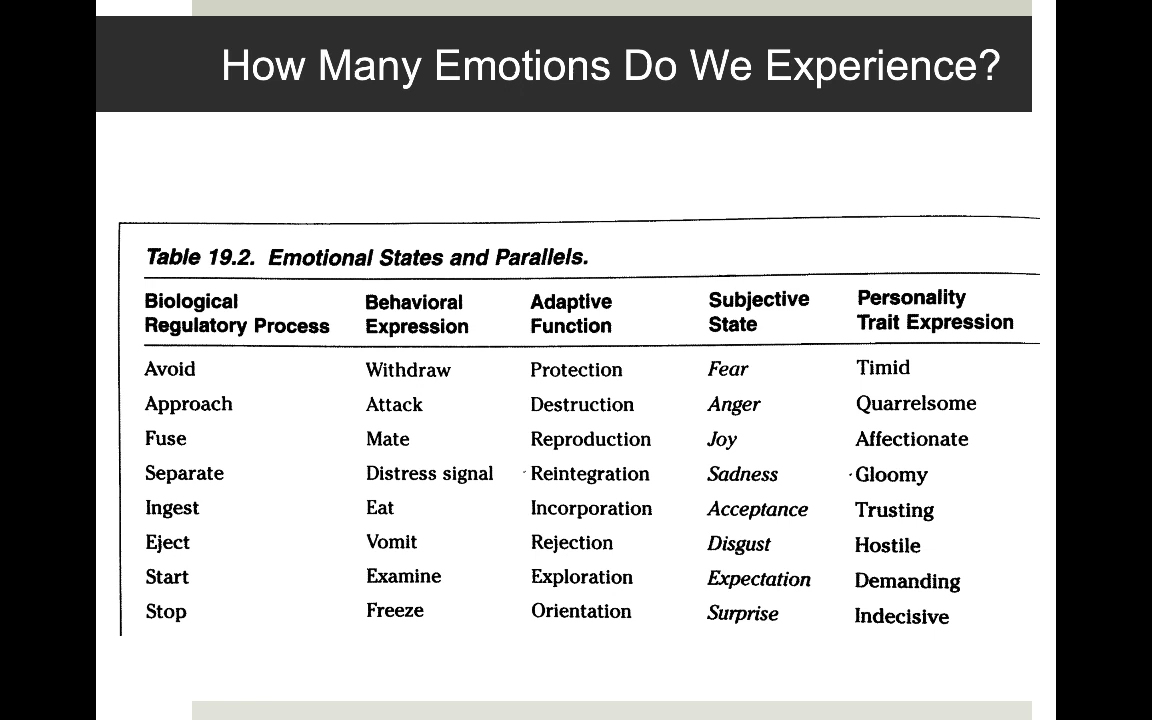 How Many Emotions Do We Experience?
Table 19.2. Emotional States and Parallels.
Biological Regulatory Process Behavioral Expression Adaptive Function Subjective State Personality Trait Expression
Avoid Withdraw Protection Fear Timid
Approach Attack Destruction Anger Quarrelsome
Fuse Mate Reproduction Joy Affectionate
Separate Distress signal Reintegration Sadness Gloomy
Ingest Eat Incorporation Acceptance Trusting
Eject Vomit Rejection Disgust Hostile
Start Examine Exploration Expectation Demanding
Stop Freeze Orientation Surprise Indecisive